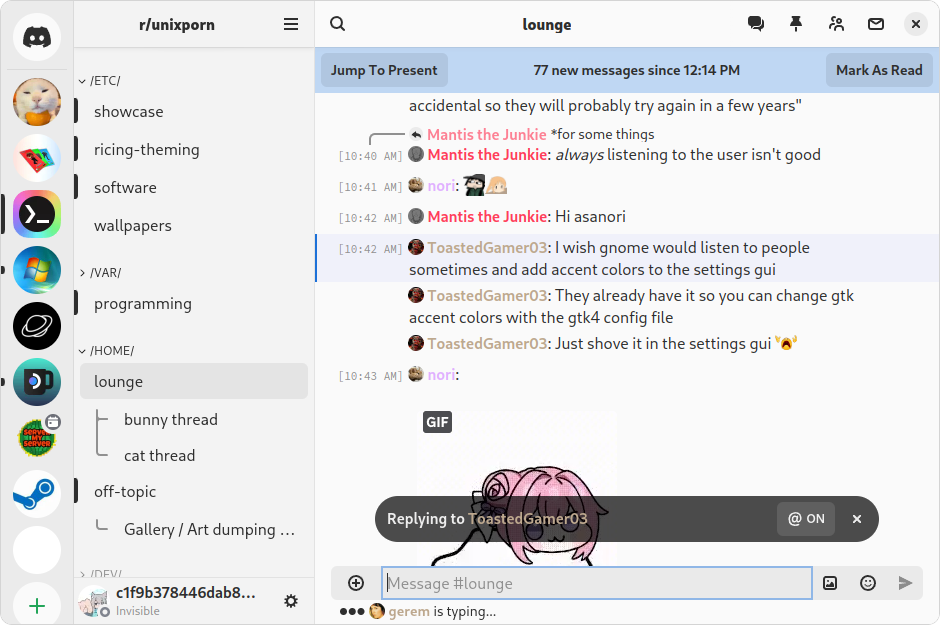 r/unixporn
lounge
Jump To Present
77 new messages since 12:14 PM
Mark As Read
/ETC/
showcase
ricing-theming
software
wallpapers
/VAR/
programming
/HOME/
lounge
bunny thread
cat thread
off-topic
Gallery / Art dumping …
/DEV/
SERVE
MY
SERVER
c1f9b378446dab8...
Invisible
accidental so they will probably try again in a few years"
Mantis the Junkie *for some things
[10:40 AM] Mantis the Junkie: always listening to the user isn't good
[10:41 AM] nori:
[10:42 AM] Mantis the Junkie: Hi asanori
[10:42 AM] ToastedGamer03: I wish gnome would listen to people
sometimes and add accent colors to the settings gui
ToastedGamer03: They already have it so you can change gtk
accent colors with the gtk4 config file
ToastedGamer03: Just shove it in the settings gui
[10:43 AM] nori:
GIF
Replying to ToastedGamer03
@ ON
Message #lounge
gerem is typing...